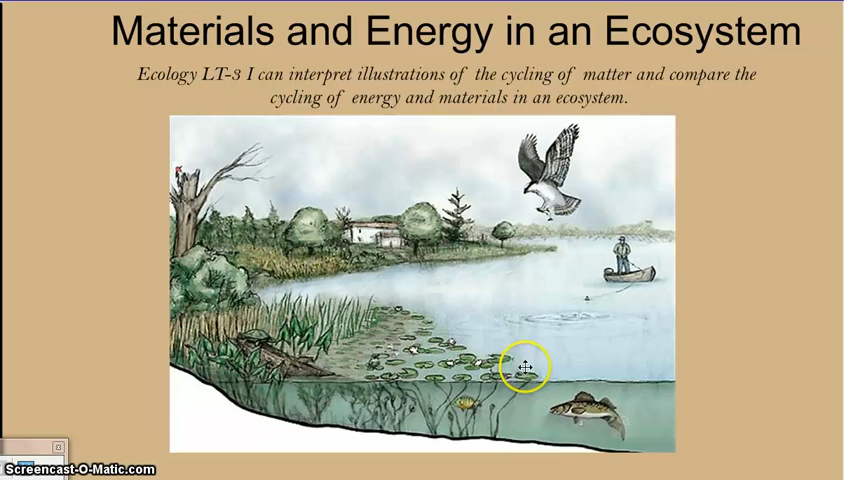 Materials and Energy in an Ecosystem
Ecology LT-3 I can interpret illustrations of the cycling of matter and compare the
cycling of energy and materials in an ecosystem.
Screencast-O-Matic.com